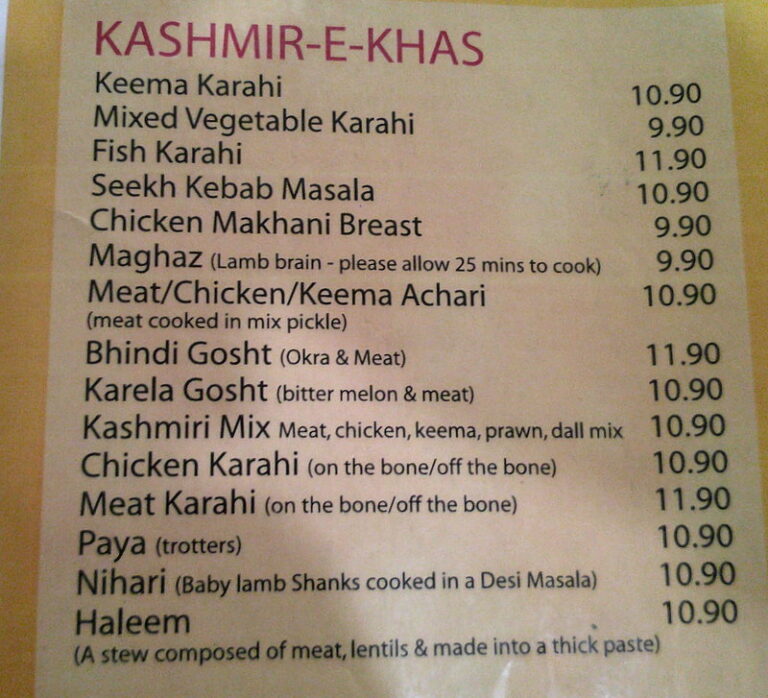 KASHMIR-E-KHAS
Keema Karahi 10.90
Mixed Vegetable Karahi 9.90
Fish Karahi 11.90
Seekh Kebab Masala 10.90
Chicken Makhani Breast 9.90
Maghaz (Lamb brain - please allow 25 mins to cook) 9.90
Meat/Chicken/Keema Achari 10.90
(meat cooked in mix pickle)
Bhindi Gosht (Okra & Meat) 11.90
Karela Gosht (bitter melon & meat) 10.90
Kashmiri Mix Meat, chicken, keema, prawn, dall mix 10.90
Chicken Karahi (on the bone/off the bone) 10.90
Meat Karahi (on the bone/off the bone) 11.90
Paya (trotters) 10.90
Nihari (Baby lamb Shanks cooked in a Desi Masala) 10.90
Haleem 10.90
(A stew composed of meat, lentils & made into a thick paste)